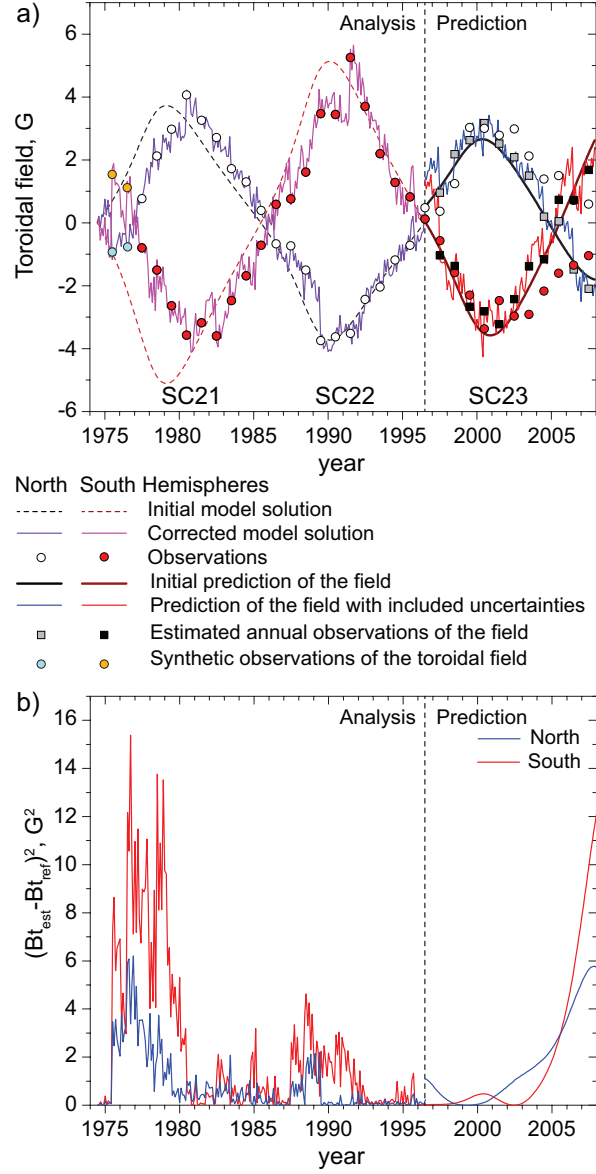 a)
Analysis Prediction
Toroidal field, G
6
4
2
0
-2
-4
-6
SC21 SC22 SC23
1975 1980 1985 1990 1995 2000 2005
year
North South Hemispheres
Initial model solution
Corrected model solution
Observations
Initial prediction of the field
Prediction of the field with included uncertainties
Estimated annual observations of the field
Synthetic observations of the toroidal field
b)
Analysis Prediction
North
South
(Bt_est-Bt_ref)², G²
16
14
12
10
8
6
4
2
0
1975 1980 1985 1990 1995 2000 2005
year